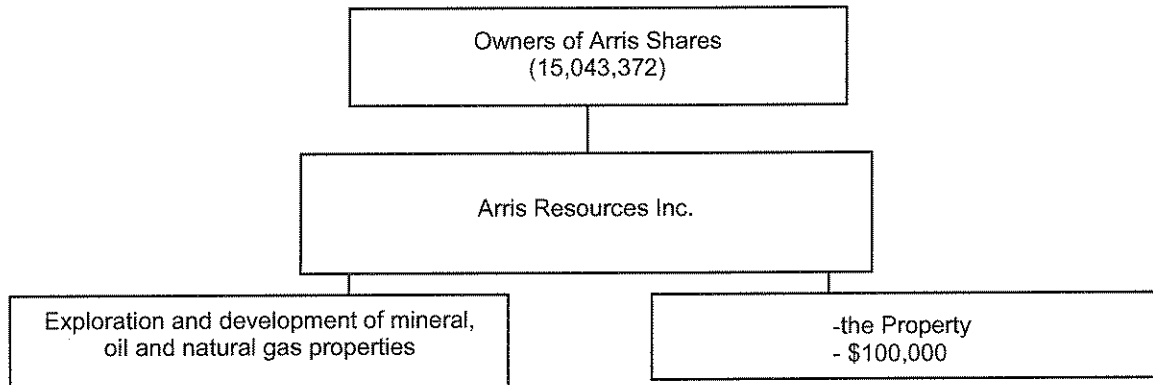 Owners of Arris Shares
(15,043,372)
Arris Resources Inc.
Exploration and development of mineral,
oil and natural gas properties
-the Property
- $100,000